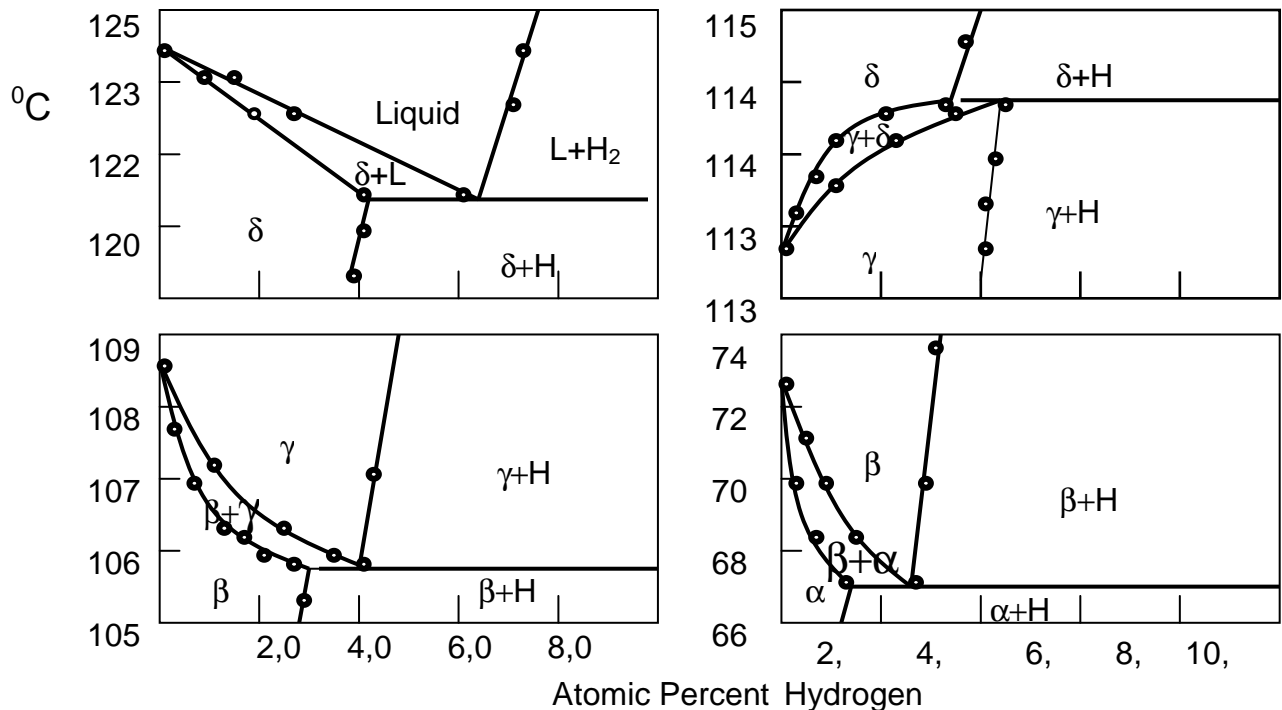 125
⁰C
123
122
120
δ
δ+L
Liquid
L+H₂
δ+H
115
114
114
113
113
δ
δ+H
γ+δ
γ+H
γ
109
108
107
106
105
γ
γ+H
β+γ
β
β+H
2,0 4,0 6,0 8,0
74
72
70
68
66
β
β+H
β+α
α
α+H
2, 4, 6, 8, 10,
Atomic Percent Hydrogen